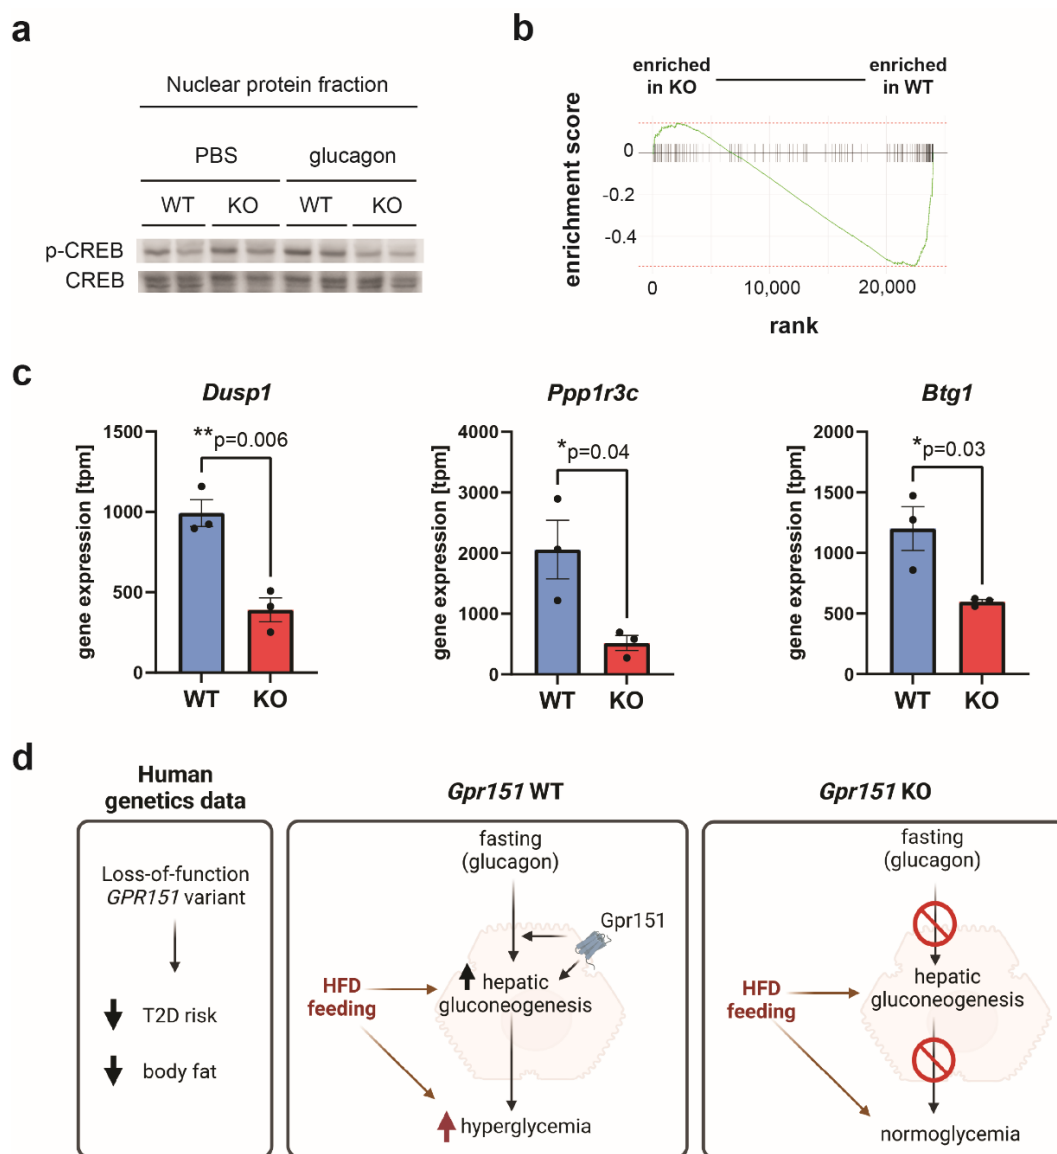 a
Nuclear protein fraction
PBS glucagon
WT KO WT KO
p-CREB
CREB
b
enriched in KO
enriched in WT
enrichment score
0
-0.2
-0.4
0 10,000 20,000
rank
c
Dusp1
gene expression [tpm]
1500
1000
500
0
**p=0.006
WT KO
Ppp1r3c
gene expression [tpm]
4000
3000
2000
1000
0
*p=0.04
WT KO
Btg1
gene expression [tpm]
2000
1500
1000
500
0
*p=0.03
WT KO
d
Human
genetics data
Loss-of-function
GPR151 variant
T2D risk
body fat
Gpr151 WT
fasting
(glucagon)
Gpr151
hepatic
gluconeogenesis
HFD
feeding
hyperglycemia
Gpr151 KO
fasting
(glucagon)
hepatic
gluconeogenesis
HFD
feeding
normoglycemia